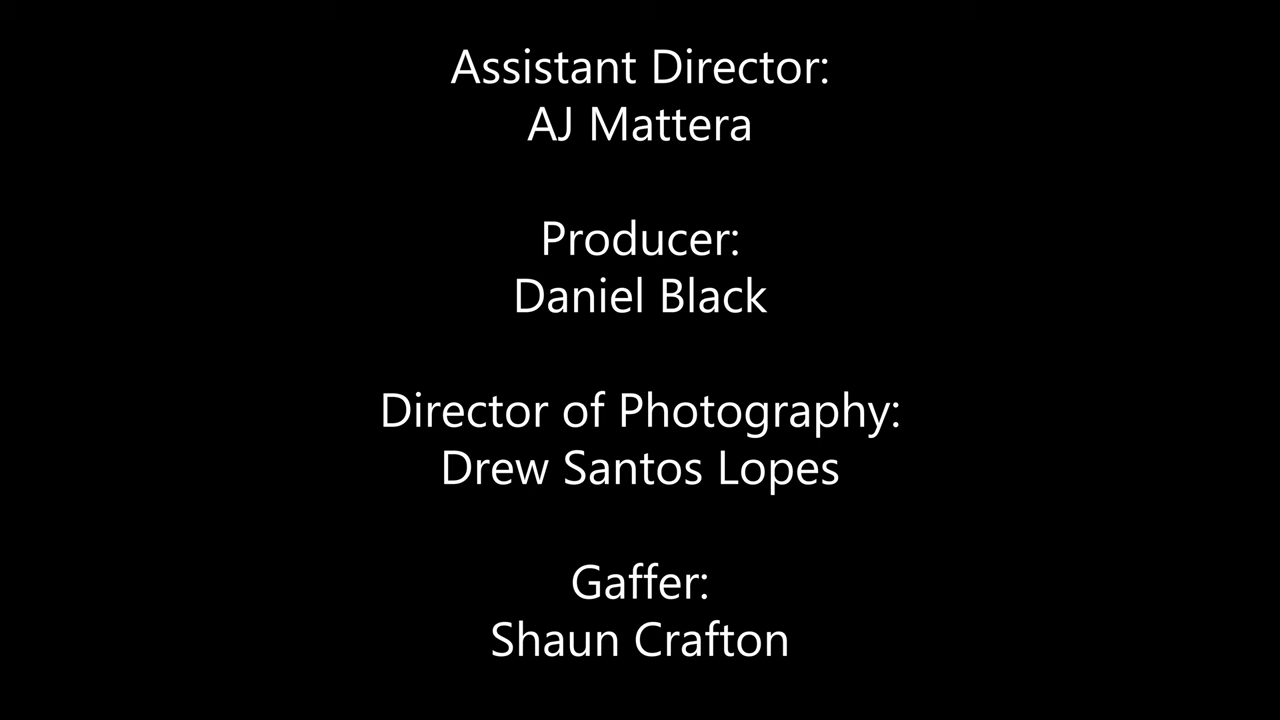 Assistant Director:
AJ Mattera
Producer:
Daniel Black
Director of Photography:
Drew Santos Lopes
Gaffer:
Shaun Crafton